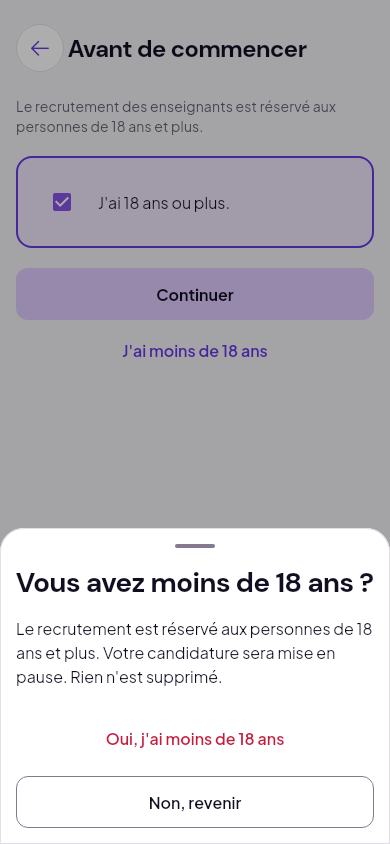 Avant de commencer
Le recrutement des enseignants est réservé aux
personnes de 18 ans et plus.
J'ai 18 ans ou plus.
Continuer
J'ai moins de 18 ans
Vous avez moins de 18 ans ?
Le recrutement est réservé aux personnes de 18
ans et plus. Votre candidature sera mise en
pause. Rien n'est supprimé.
Oui, j'ai moins de 18 ans
Non, revenir